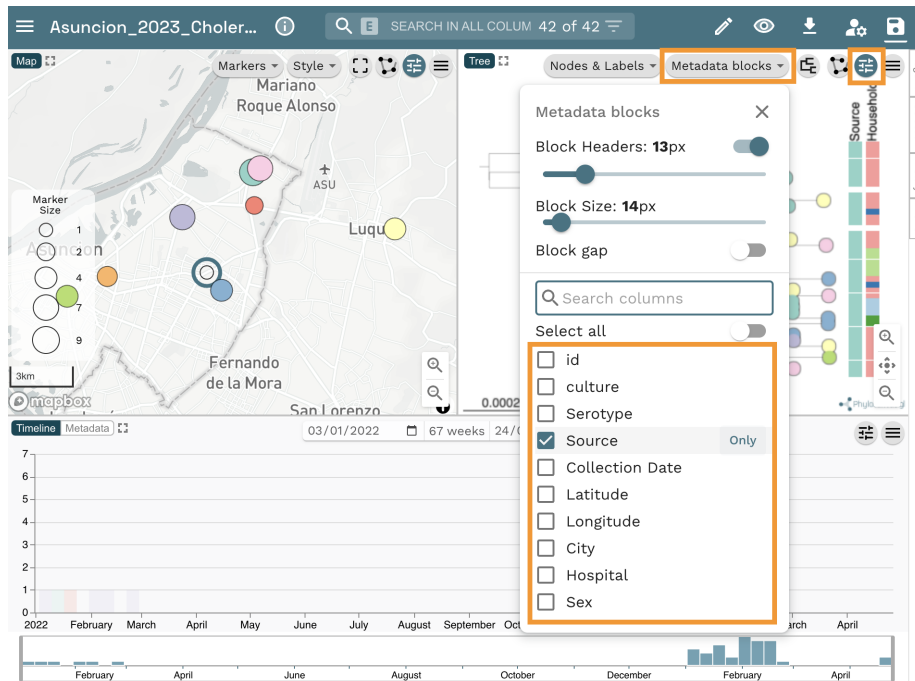 Asuncion_2023_Choler...
E SEARCH IN ALL COLUM 42 of 42
Map
Markers
Style
Mariano
Roque Alonso
ASU
Luqu
Marker
Size
1
2
4
7
9
Asuncion
Fernando
de la Mora
San Lorenzo
3km
mapbox
Tree
Nodes & Labels
Metadata blocks
Source
Household
0.0002
Metadata blocks
Block Headers: 13px
Block Size: 14px
Block gap
Search columns
Select all
id
culture
Serotype
Source Only
Collection Date
Latitude
Longitude
City
Hospital
Sex
Timeline Metadata
03/01/2022 67 weeks 24/0
7
6
5
4
3
2
1
0
2022 February March April May June July August September Oct arch April
February April June August October December February April